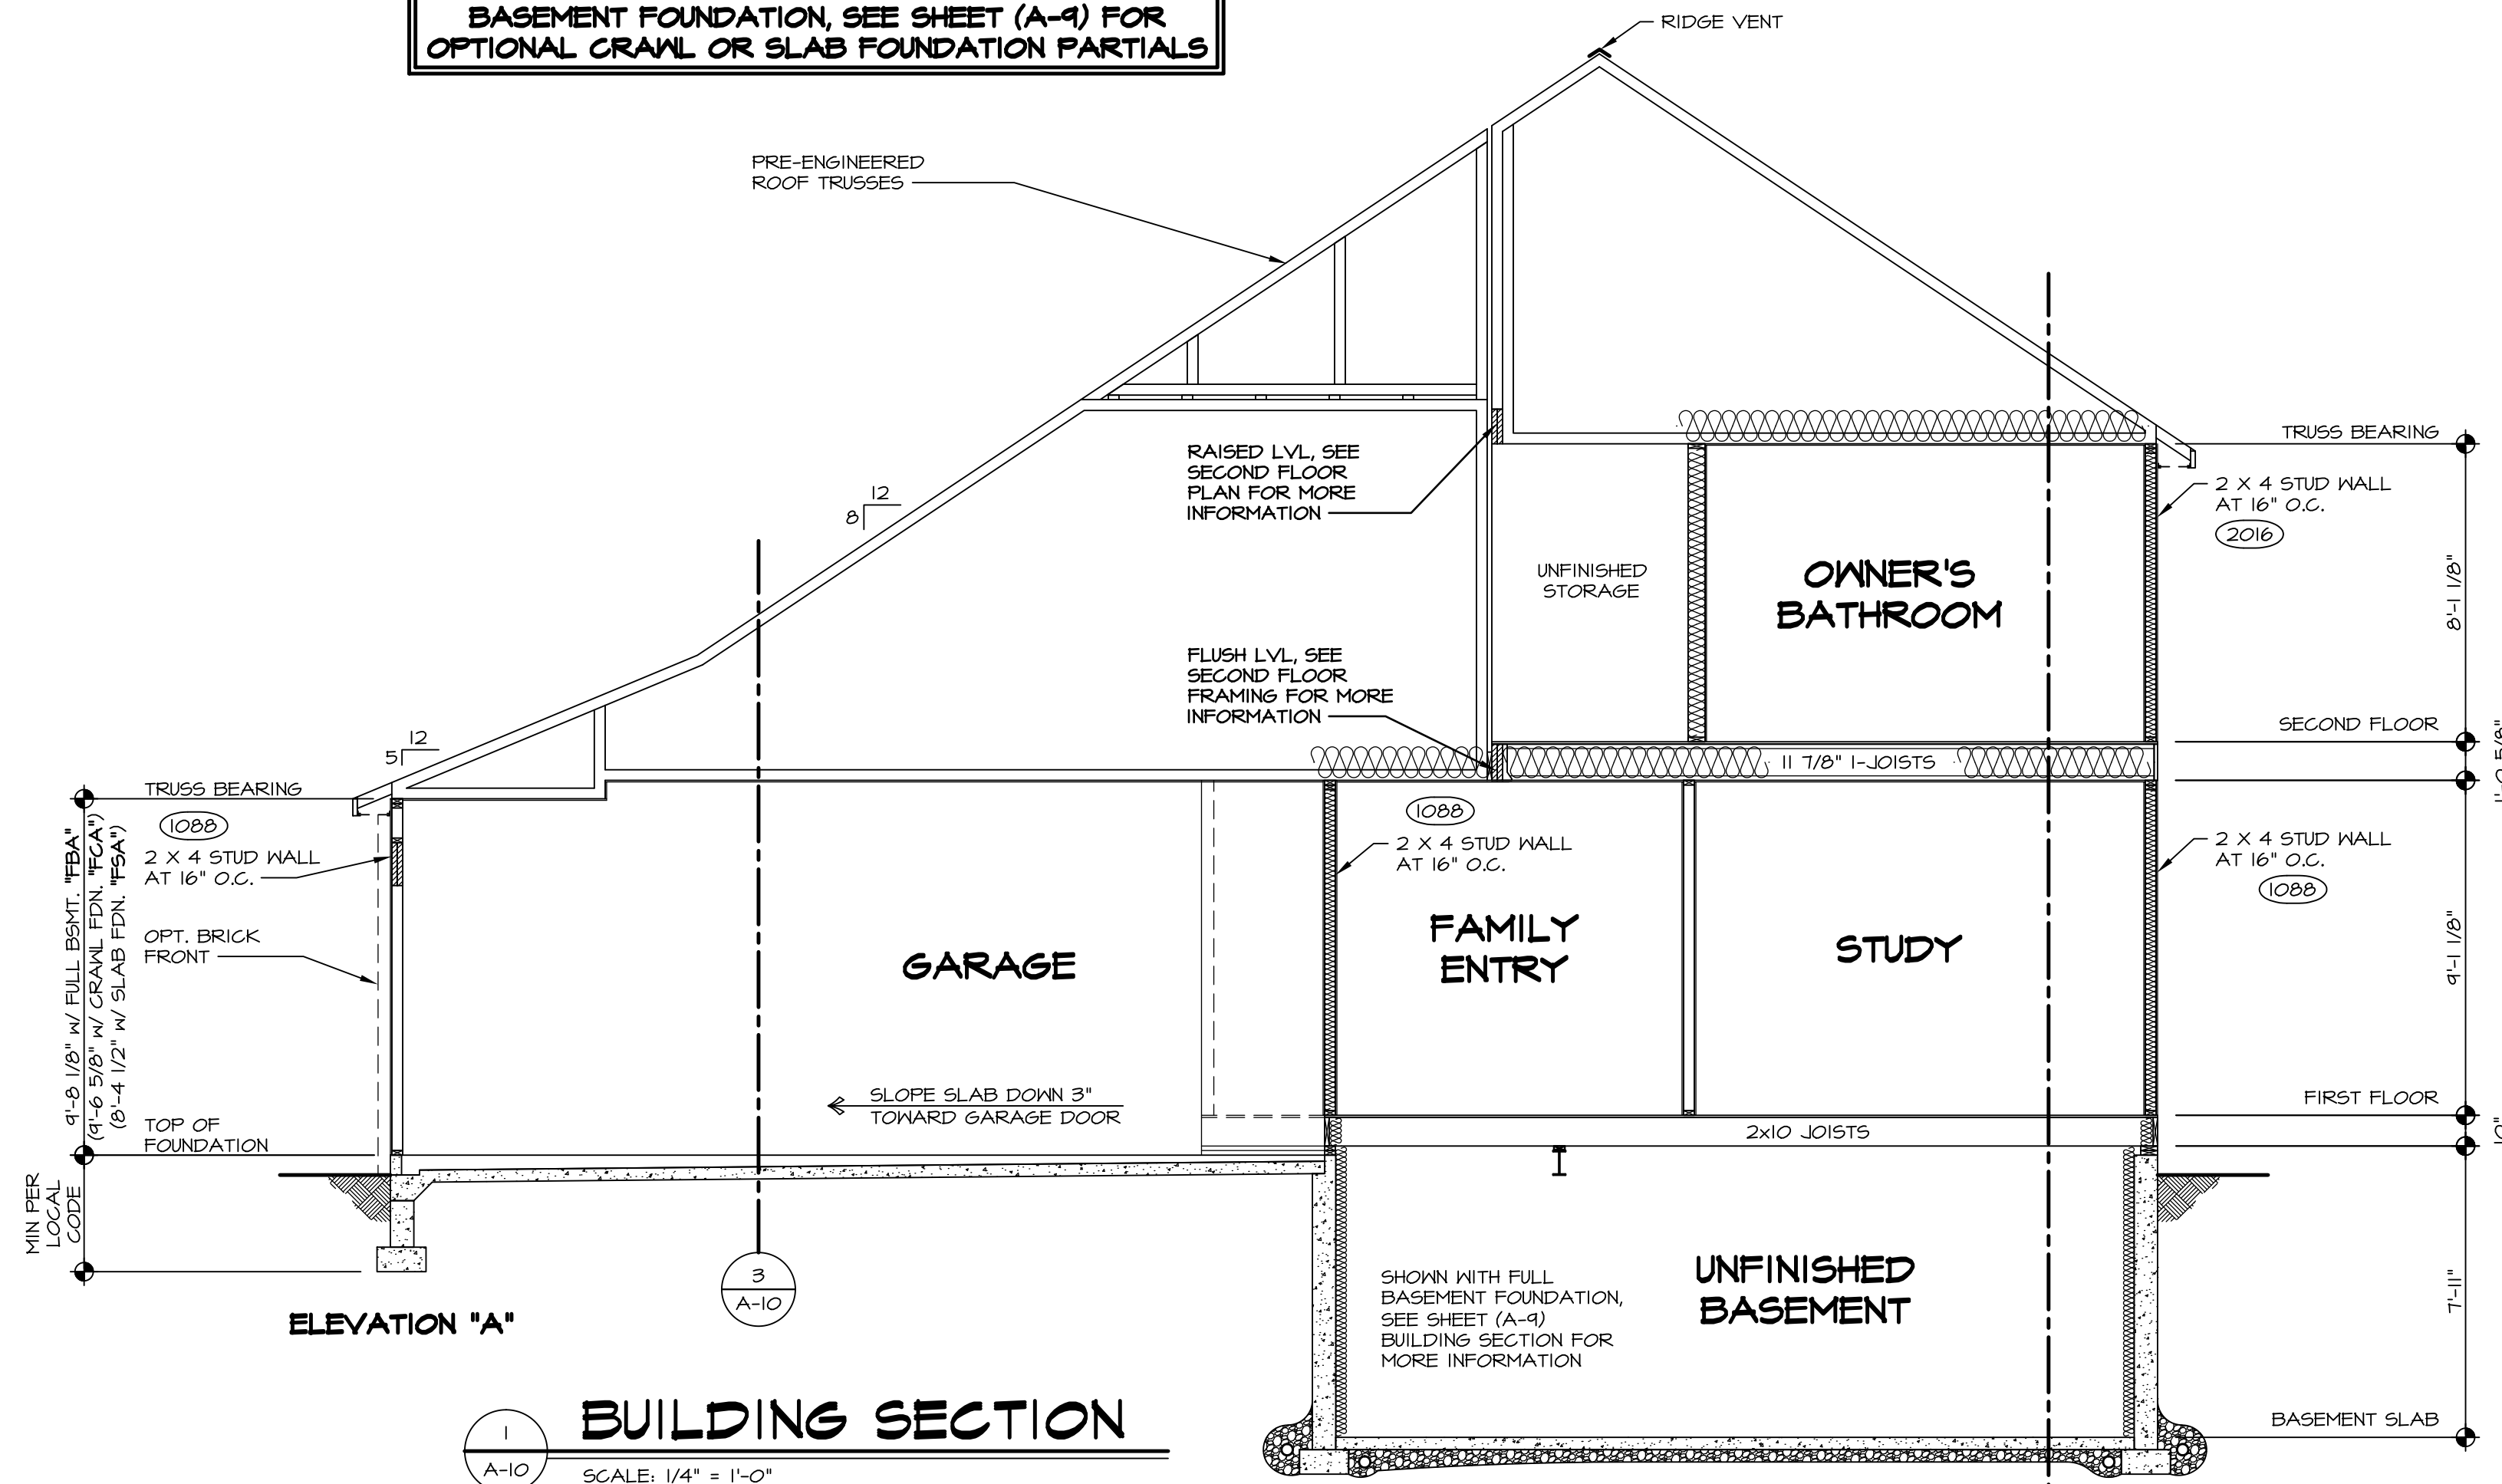 BASEMENT FOUNDATION, SEE SHEET (A-9) FOR
OPTIONAL CRAWL OR SLAB FOUNDATION PARTIALS
RIDGE VENT
PRE-ENGINEERED
ROOF TRUSSES
RAISED LVL, SEE
SECOND FLOOR
PLAN FOR MORE
INFORMATION
TRUSS BEARING
2 X 4 STUD WALL
AT 16" O.C.
2016
12
8
UNFINISHED
STORAGE
OWNER'S
BATHROOM
8'-1 1/8"
FLUSH LVL, SEE
SECOND FLOOR
FRAMING FOR MORE
INFORMATION
SECOND FLOOR
12
5
11 7/8" I-JOISTS
TRUSS BEARING
1088
2 X 4 STUD WALL
AT 16" O.C.
1088
2 X 4 STUD WALL
AT 16" O.C.
2 X 4 STUD WALL
AT 16" O.C.
1088
OPT. BRICK
FRONT
9'-8 1/8" W/ FULL BSMT. "FBA"
(9'-6 5/8" W/ CRAWL FDN. "FCA")
(8'-4 1/2" W/ SLAB FDN. "FSA")
GARAGE
FAMILY
ENTRY
STUDY
9'-1 1/8"
SLOPE SLAB DOWN 3"
TOWARD GARAGE DOOR
FIRST FLOOR
TOP OF
FOUNDATION
2x10 JOISTS
MIN PER
LOCAL
CODE
3
A-10
SHOWN WITH FULL
BASEMENT FOUNDATION,
SEE SHEET (A-9)
BUILDING SECTION FOR
MORE INFORMATION
UNFINISHED
BASEMENT
7'-11"
ELEVATION "A"
BASEMENT SLAB
1
A-10
BUILDING SECTION
SCALE: 1/4" = 1'-0"